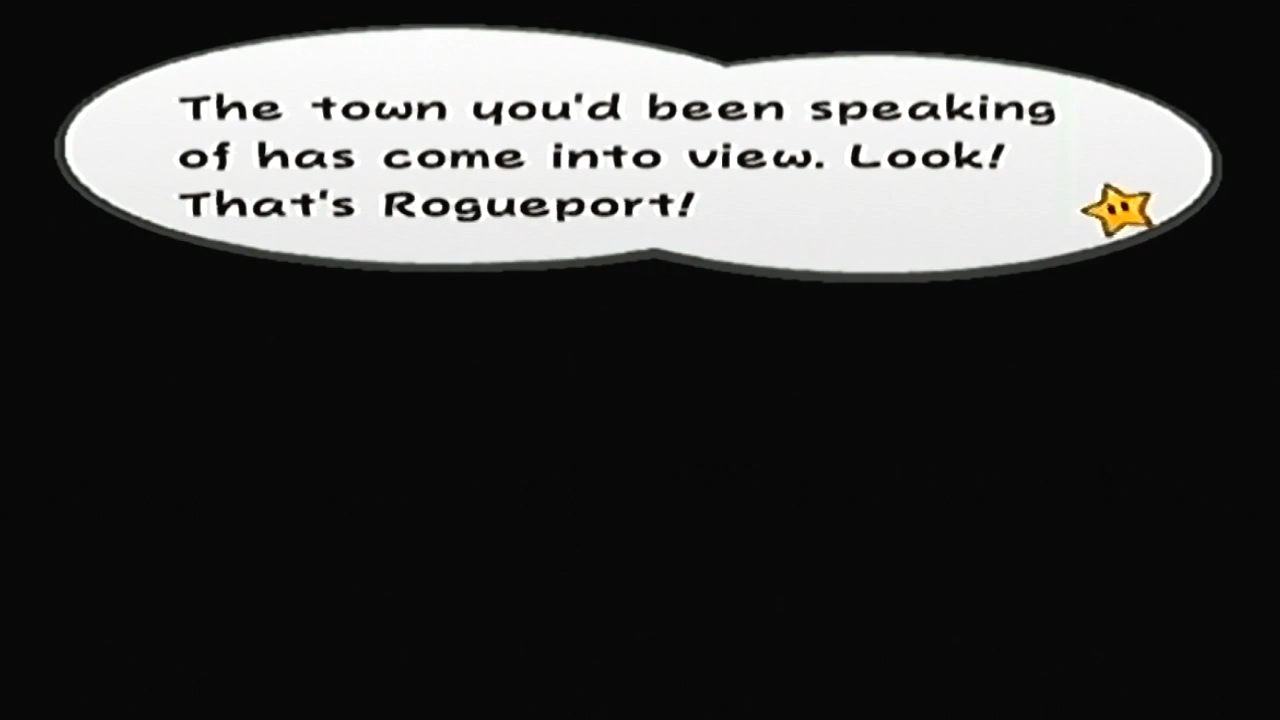 The town you'd been speaking
of has come into view. Look!
That's Rogueport!